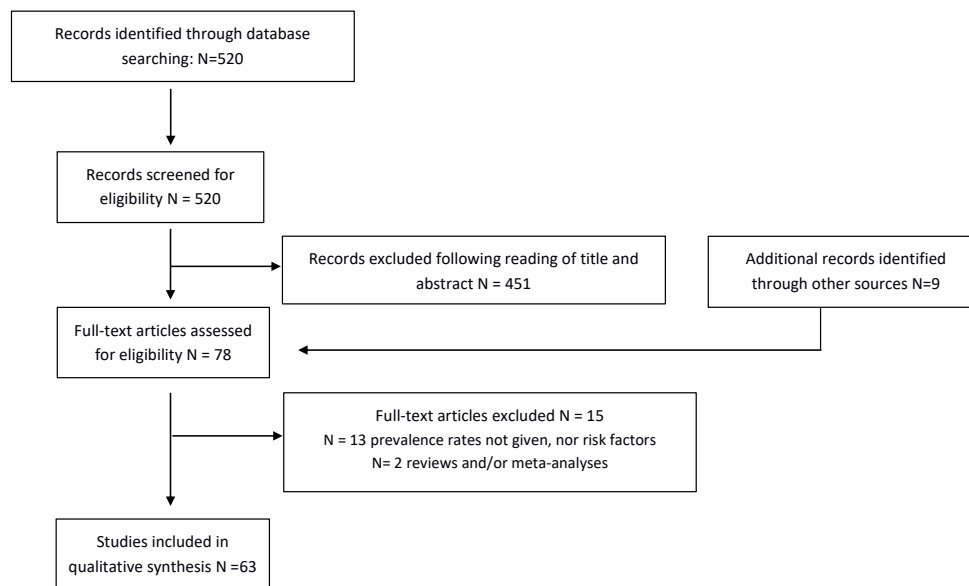 Records identified through database
searching: N=520
Records screened for
eligibility N = 520
Records excluded following reading of title and
abstract N = 451
Additional records identified
through other sources N=9
Full-text articles assessed
for eligibility N = 78
Full-text articles excluded N = 15
N = 13 prevalence rates not given, nor risk factors
N= 2 reviews and/or meta-analyses
Studies included in
qualitative synthesis N =63